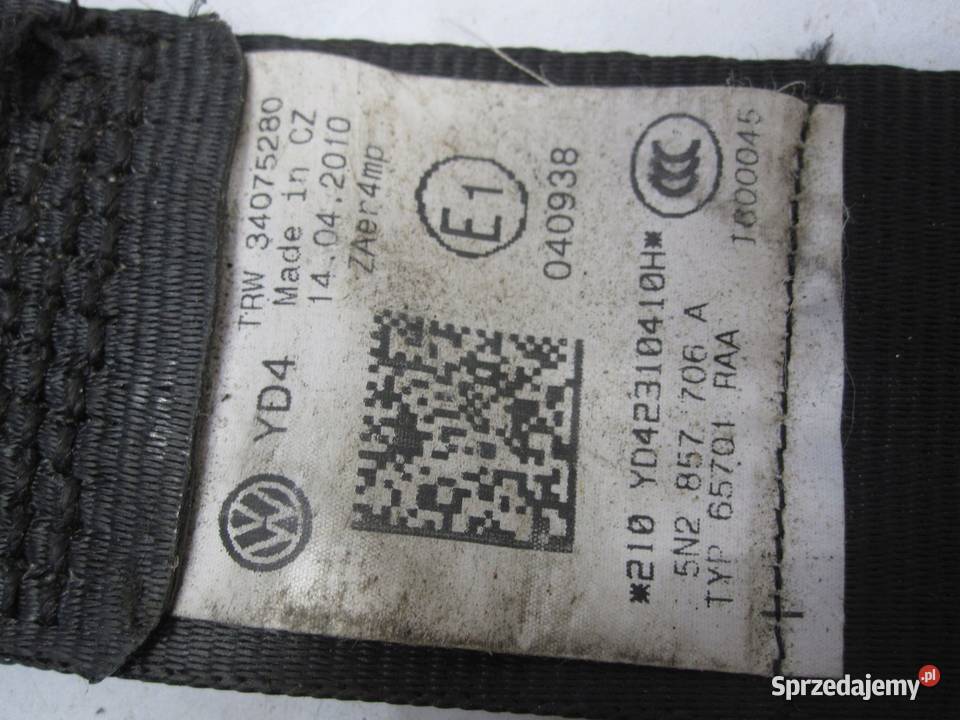 TRW 34075280
Made in CZ
14.04.2010
ZAer4mp
YD4
E1
040938
CCC
1800045
*210 YD42310410H*
5N2 857 706 A
TYP 65701 RAA
Sprzedajemy.pl